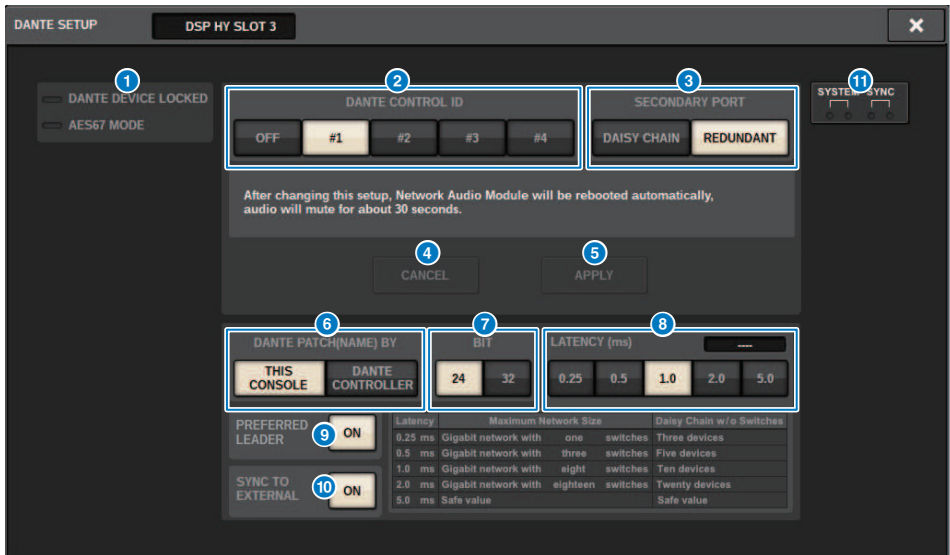 DANTE SETUP
DSP HY SLOT 3
1
DANTE DEVICE LOCKED
AES67 MODE
2
DANTE CONTROL ID
OFF
#1
#2
#3
#4
3
SECONDARY PORT
DAISY CHAIN
REDUNDANT
11
SYSTEM SYNC
After changing this setup, Network Audio Module will be rebooted automatically,
audio will mute for about 30 seconds.
4
CANCEL
5
APPLY
6
DANTE PATCH(NAME) BY
THIS
CONSOLE
DANTE
CONTROLLER
7
BIT
24
32
8
LATENCY (ms)
----
0.25
0.5
1.0
2.0
5.0
PREFERRED
LEADER
9
ON
SYNC TO
EXTERNAL
10
ON
Latency Maximum Network Size Daisy Chain w/o Switches
0.25 ms Gigabit network with one switches Three devices
0.5 ms Gigabit network with three switches Five devices
1.0 ms Gigabit network with eight switches Ten devices
2.0 ms Gigabit network with eighteen switches Twenty devices
5.0 ms Safe value Safe value